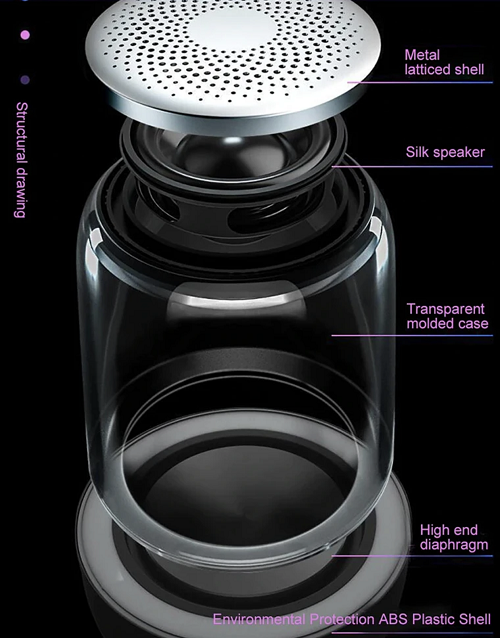 Structural drawing
Metal
latticed shell
Silk speaker
Transparent
molded case
High end
diaphragm
Environmental Protection ABS Plastic Shell